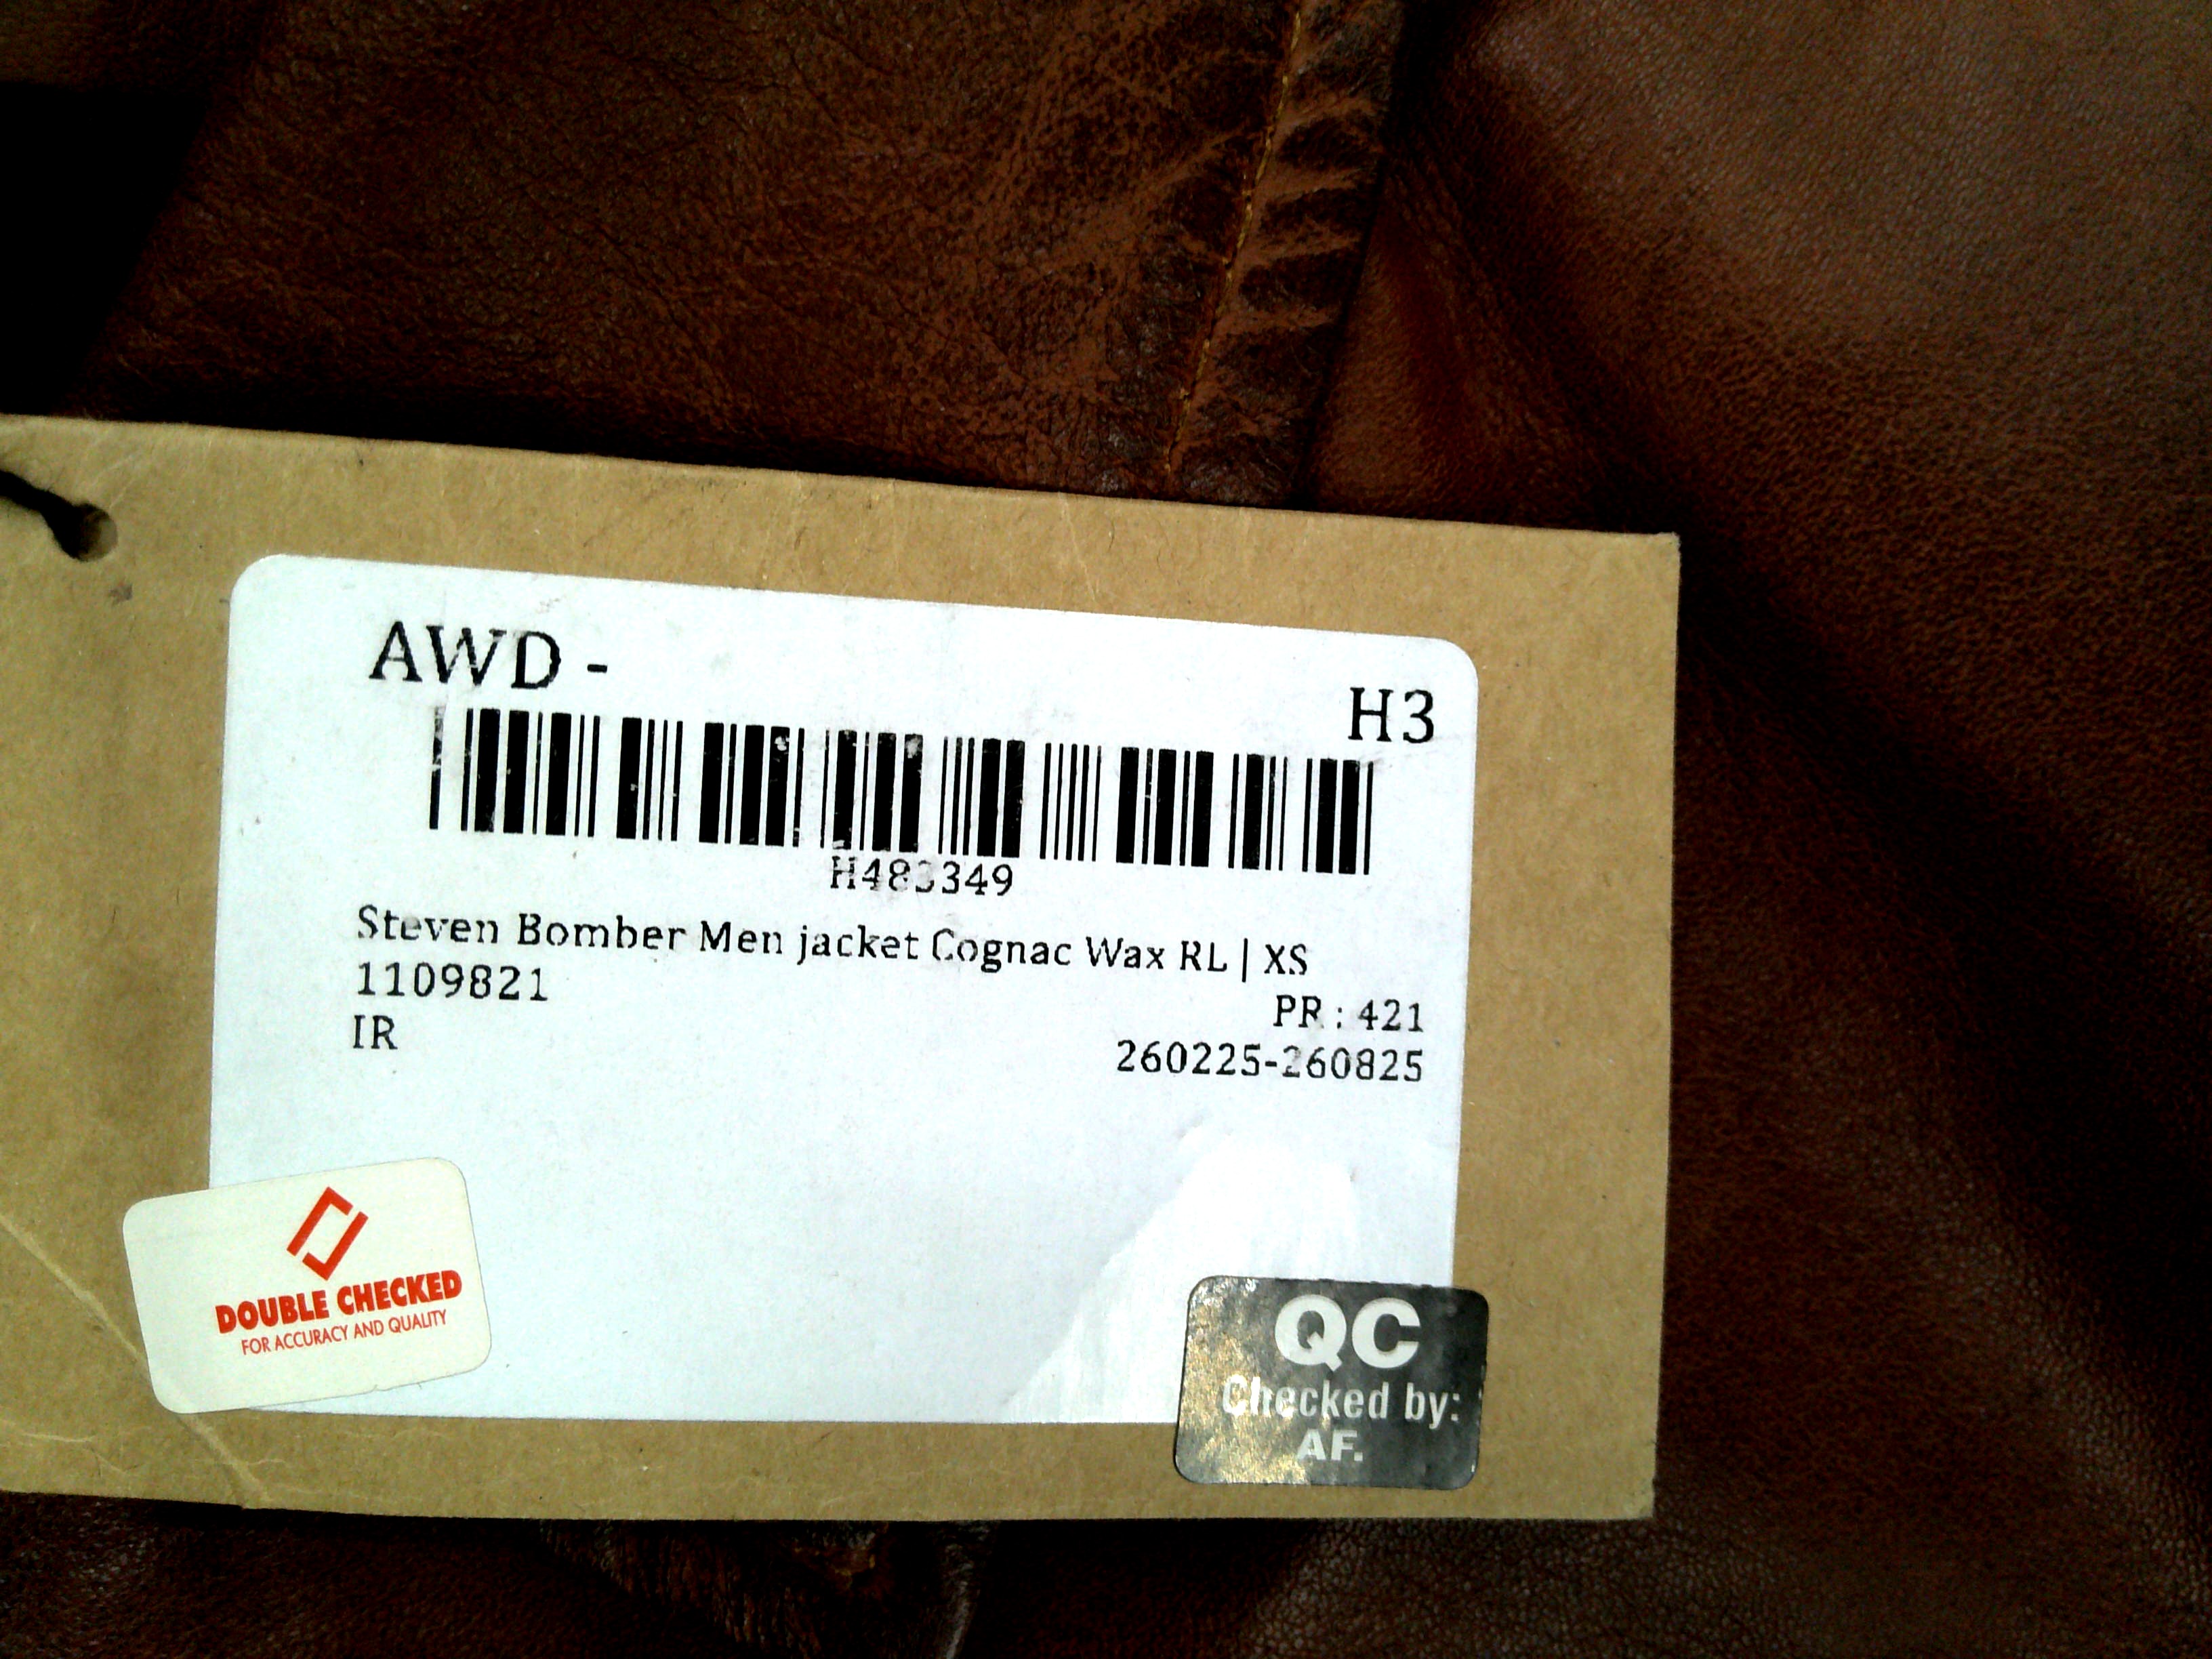 AWD -
H3
H483349
Steven Bomber Men jacket Cognac Wax RL | XS
1109821
PR : 421
IR
260225-260825
DOUBLE CHECKED
FOR ACCURACY AND QUALITY
QC
Checked by:
AF.